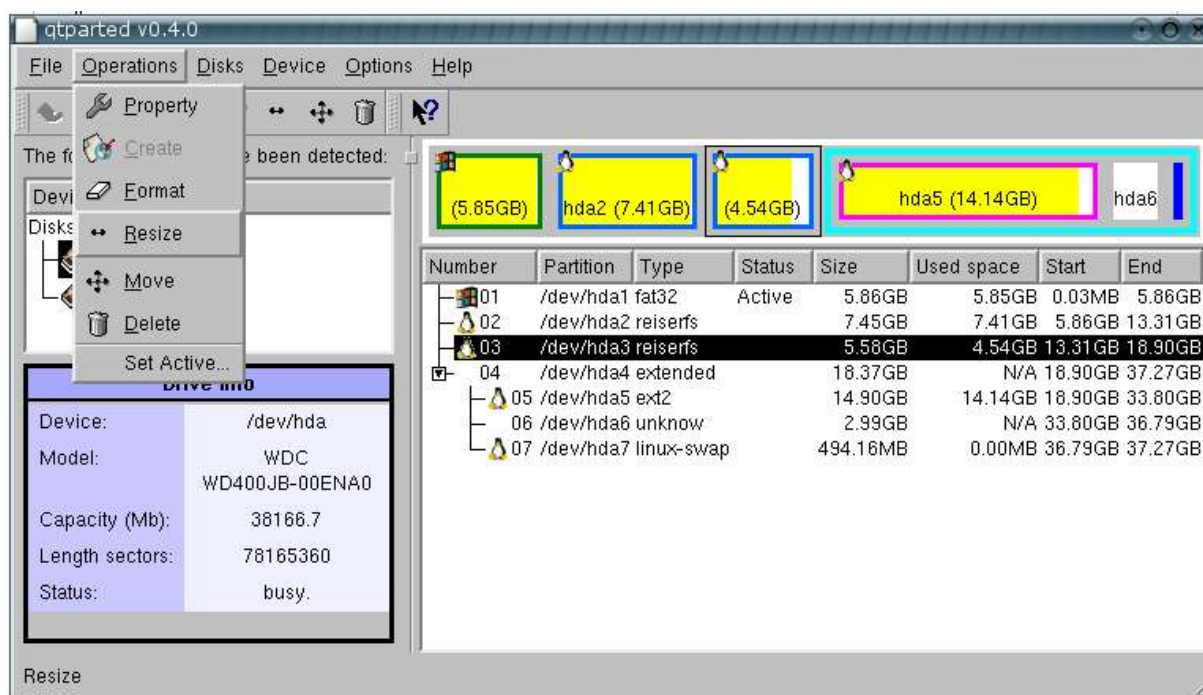 qtparted v0.4.0
File Operations Disks Device Options Help
Property
Create
Format
Resize
Move
Delete
Set Active...
The fo
e been detected:
Devi
Disks
Drive Info
Device: /dev/hda
Model: WDC
WD400JB-00ENA0
Capacity (Mb): 38166.7
Length sectors: 78165360
Status: busy.
(5.85GB) hda2 (7.41GB) (4.54GB) hda5 (14.14GB) hda6
Number Partition Type Status Size Used space Start End
01 /dev/hda1 fat32 Active 5.86GB 5.85GB 0.03MB 5.86GB
02 /dev/hda2 reiserfs 7.45GB 7.41GB 5.86GB 13.31GB
03 /dev/hda3 reiserfs 5.58GB 4.54GB 13.31GB 18.90GB
04 /dev/hda4 extended 18.37GB N/A 18.90GB 37.27GB
05 /dev/hda5 ext2 14.90GB 14.14GB 18.90GB 33.80GB
06 /dev/hda6 unknow 2.99GB N/A 33.80GB 36.79GB
07 /dev/hda7 linux-swap 494.16MB 0.00MB 36.79GB 37.27GB
Resize